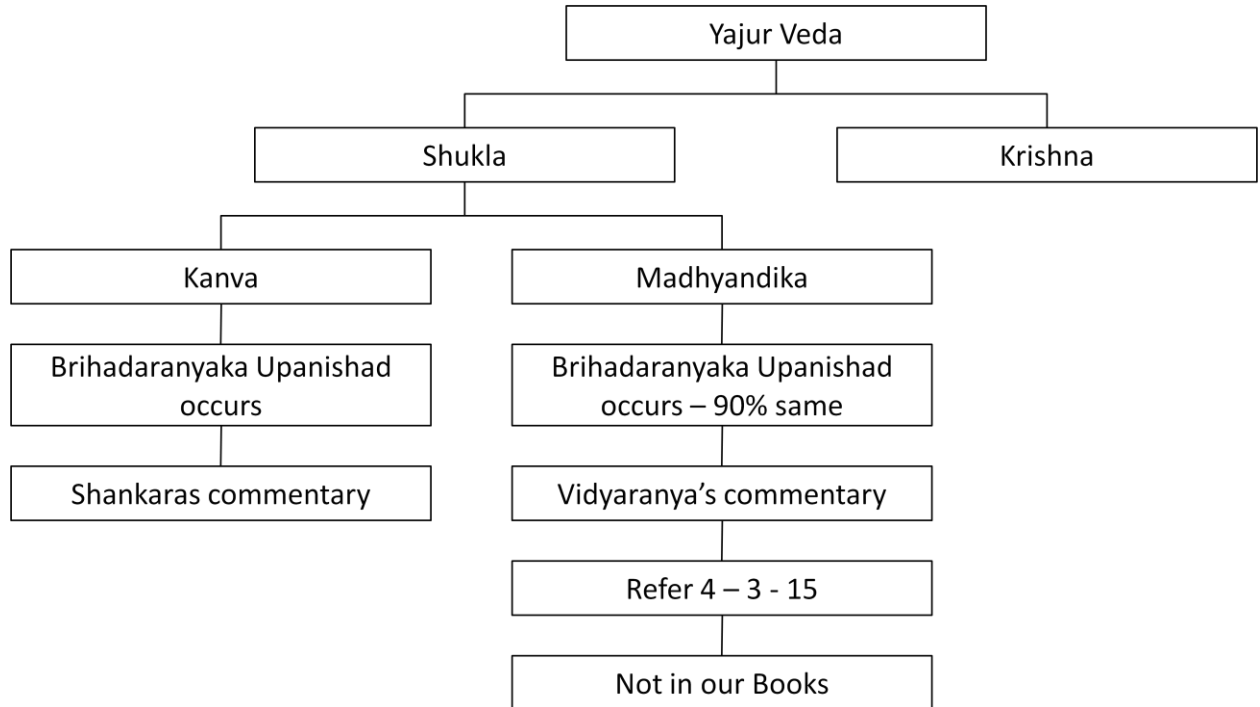 Yajur Veda
Shukla
Krishna
Kanva
Madhyandika
Brihadaranyaka Upanishad
occurs
Brihadaranyaka Upanishad
occurs – 90% same
Shankaras commentary
Vidyaranya’s commentary
Refer 4 – 3 - 15
Not in our Books